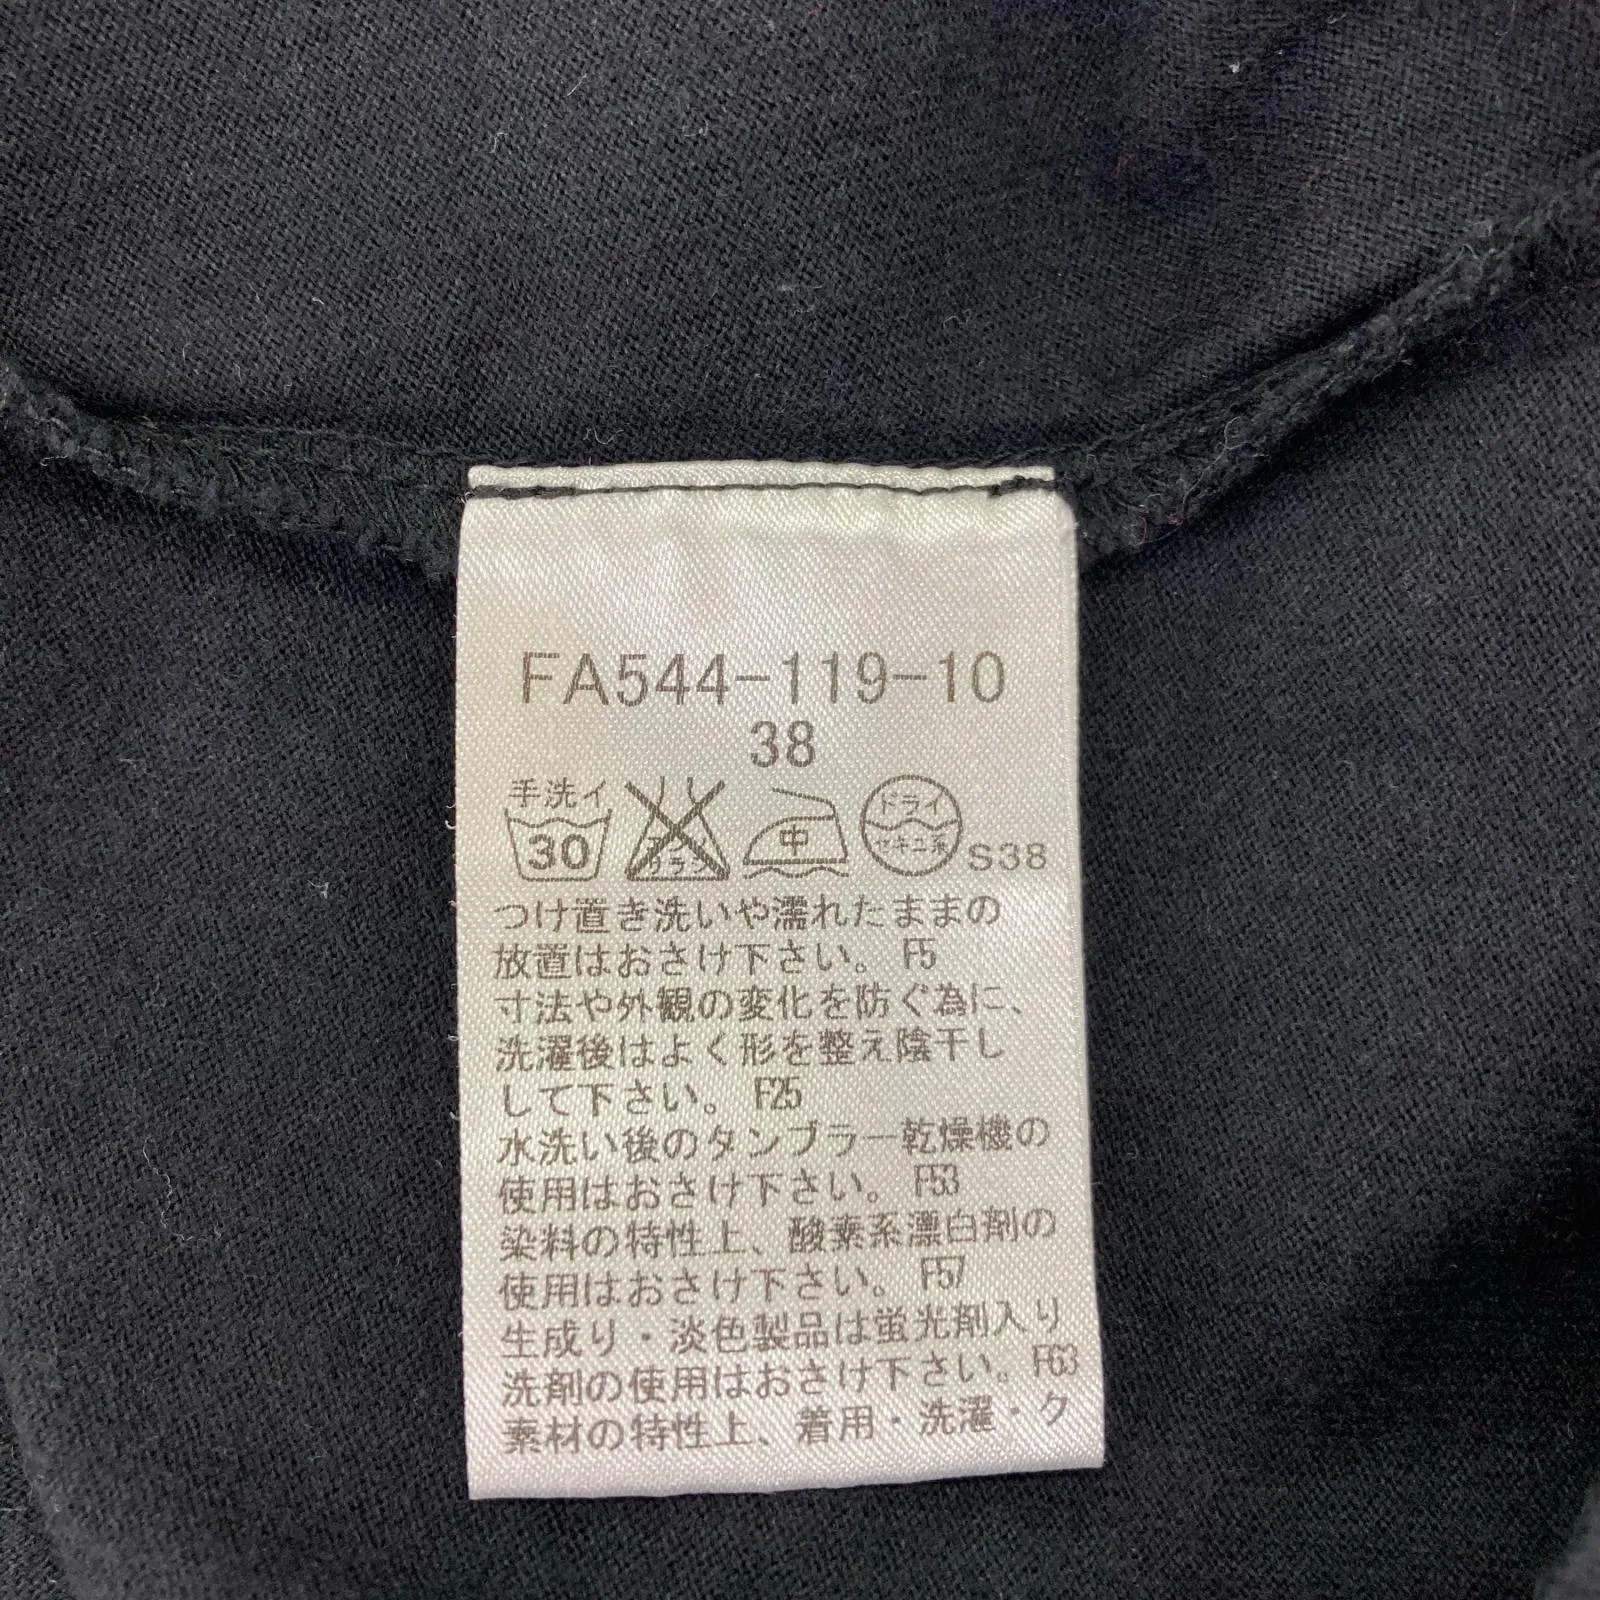 FA544-119-10
38
手洗イ
30
エンソ
サラシ
中
ドライ
セキユ系
S38
つけ置き洗いや濡れたままの
放置はおさけ下さい。 F5
寸法や外観の変化を防ぐ為に、
洗濯後はよく形を整え陰干し
して下さい。 F25
水洗い後のタンブラー乾燥機の
使用はおさけ下さい。 F53
染料の特性上、酸素系漂白剤の
使用はおさけ下さい。 F57
生成り・淡色製品は蛍光剤入り
洗剤の使用はおさけ下さい。F63
素材の特性上、着用・洗濯・ク